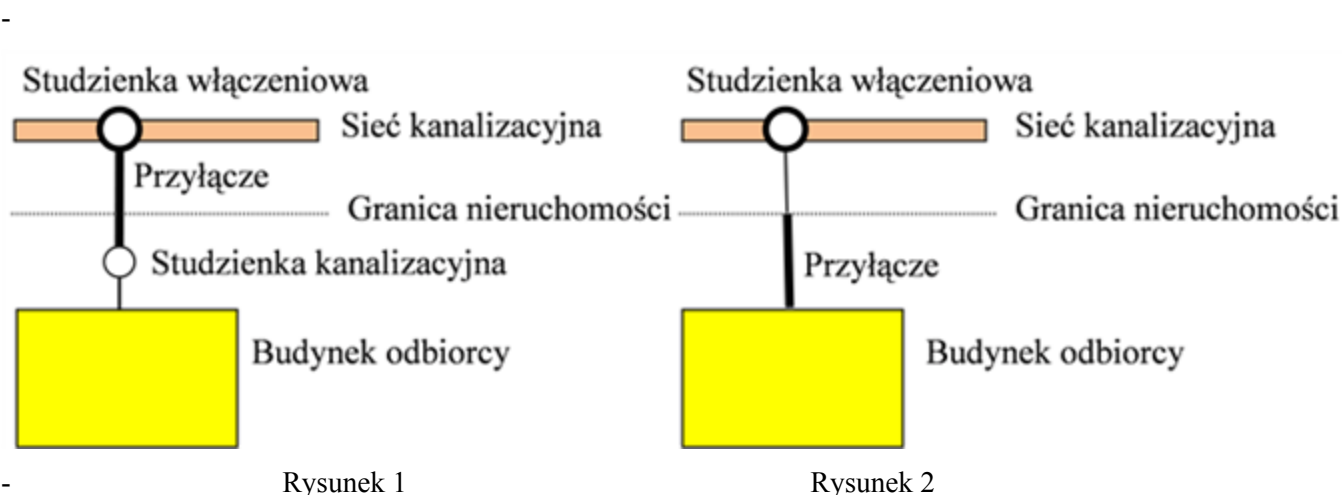 -
Studzienka włączeniowa Studzienka włączeniowa
Sieć kanalizacyjna Sieć kanalizacyjna
Przyłącze
Granica nieruchomości Granica nieruchomości
Studzienka kanalizacyjna Przyłącze
Budynek odbiorcy Budynek odbiorcy
- Rysunek 1 Rysunek 2